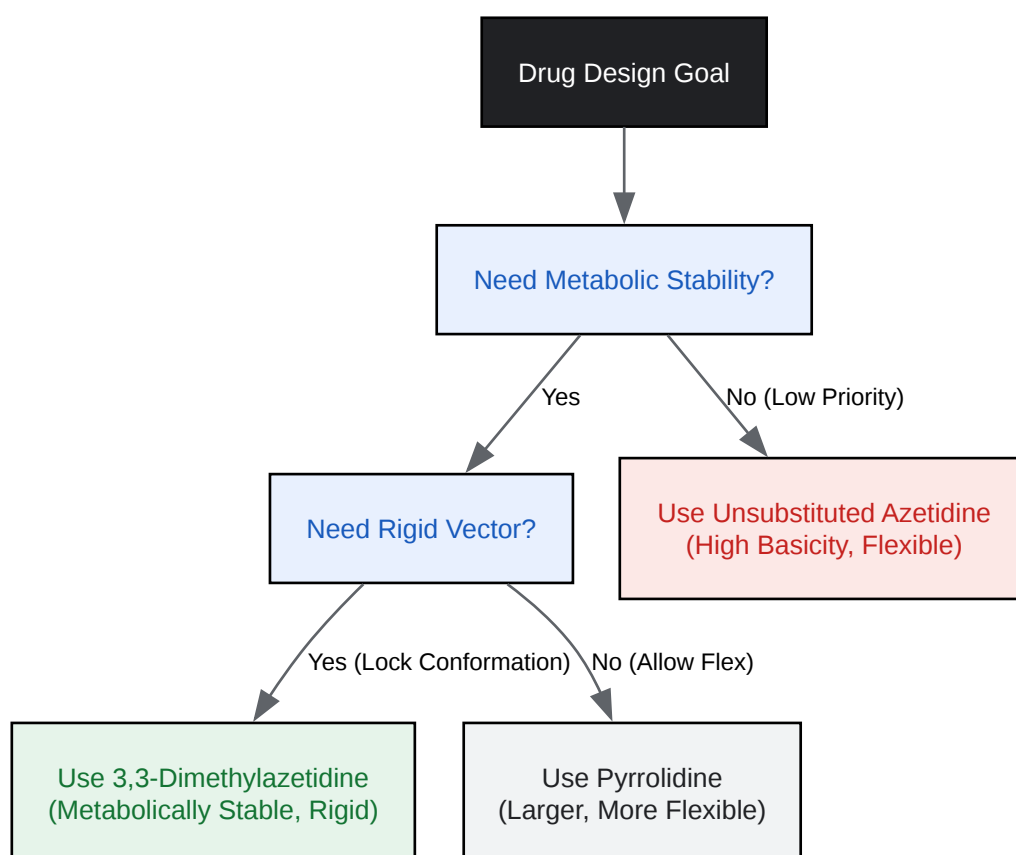 Drug Design Goal
Need Metabolic Stability?
Yes
No (Low Priority)
Need Rigid Vector?
Use Unsubstituted Azetidine
(High Basicity, Flexible)
Yes (Lock Conformation)
No (Allow Flex)
Use 3,3-Dimethylazetidine
(Metabolically Stable, Rigid)
Use Pyrrolidine
(Larger, More Flexible)